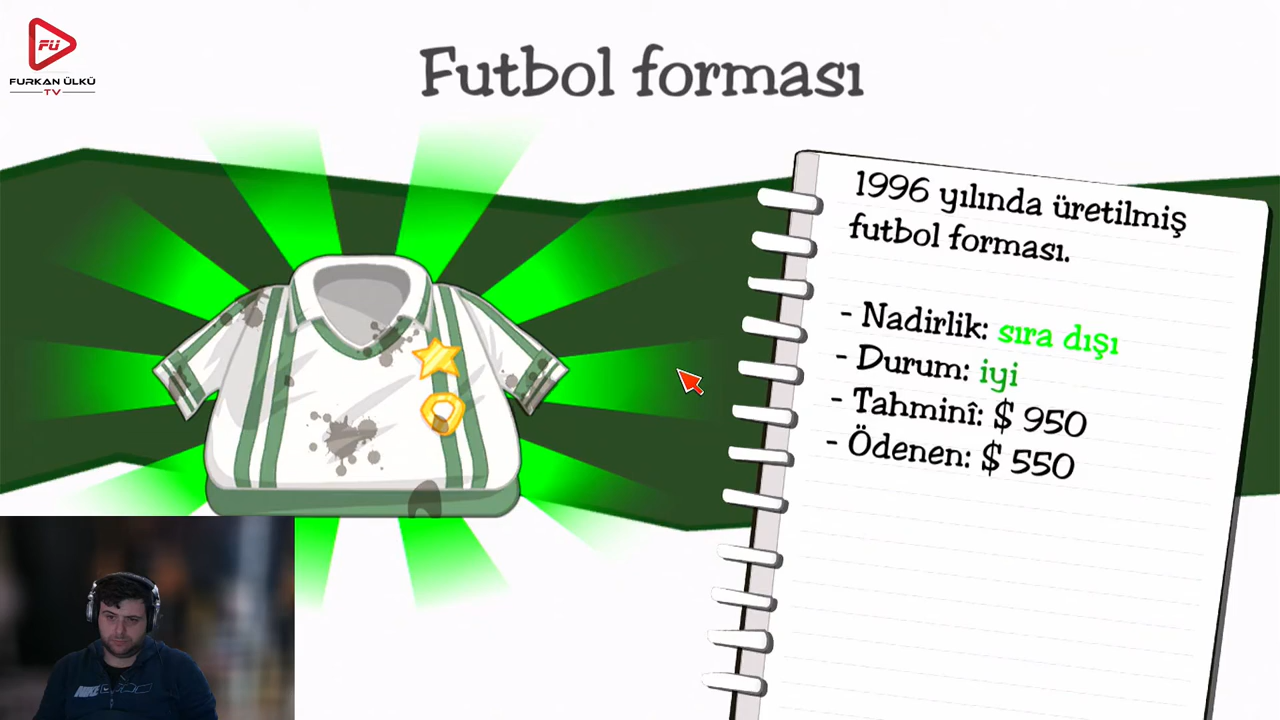 FÜ
FURKAN ÜLKÜ
TV
Futbol forması
1996 yılında üretilmiş
futbol forması.
- Nadirlik: sıra dışı
- Durum: iyi
- Tahminî: $ 950
- Ödenen: $ 550
NIKE